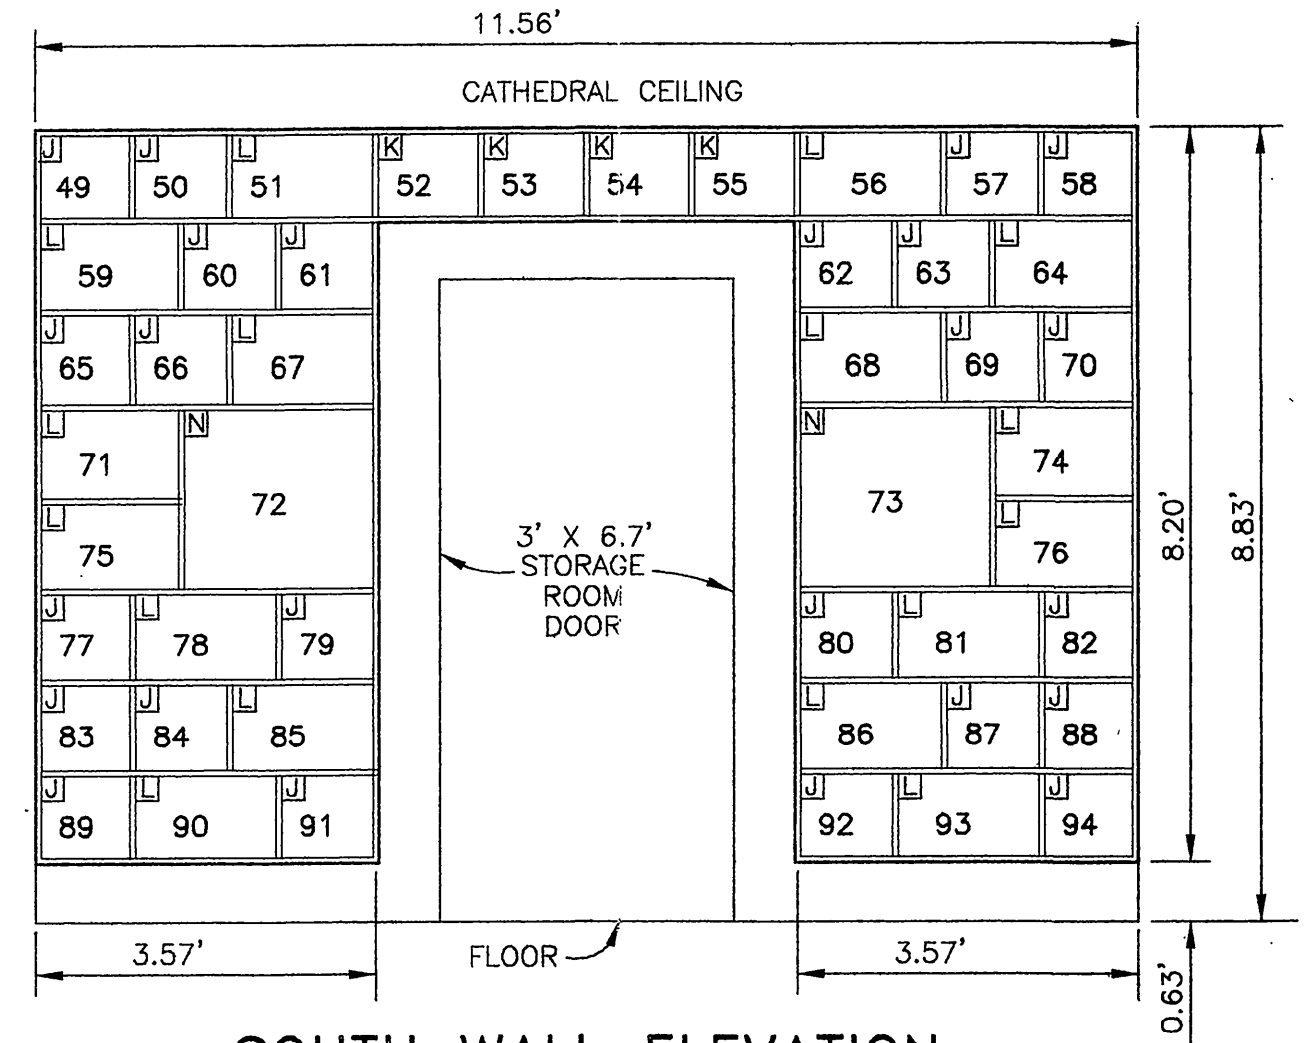 11.56'
CATHEDRAL CEILING
J J L K K K K L J J
49 50 51 52 53 54 55 56 57 58
L J J J J L
59 60 61 62 63 64
J J L L J J
65 66 67 68 69 70
L N N L
71 72 73 74
L L
75 76
3' X 6.7'
STORAGE
ROOM
DOOR
8.20'
8.83'
J L J J L J
77 78 79 80 81 82
J J L L J J
83 84 85 86 87 88
J L J J L J
89 90 91 92 93 94
3.57'
FLOOR
3.57'
0.63'
SOUTH WALL ELEVATION